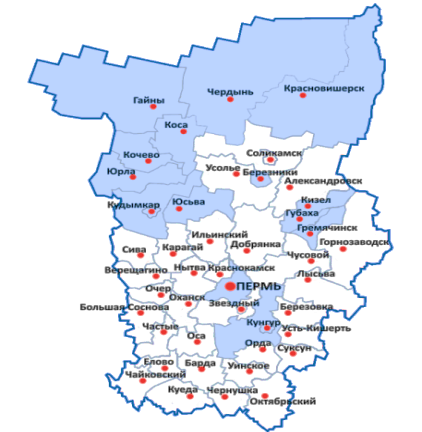 Красновишерск
Чердынь
Гайны
Коса
Соликамск
Кочево
Усолье
Березники
Юрла
Александровск
Кизел
Кудымкар
Юсьва
Губаха
Гремячинск
Ильинский
Добрянка
Горнозаводск
Сива
Карагай
Чусовой
Верещагино
Нытва
Краснокамск
Лысьва
Очер
ПЕРМЬ
Оханск
Звездный
Большая Соснова
Березовка
Частые
Кунгур
Усть-Кишерть
Оса
Орда
Суксун
Елово
Барда
Уинское
Чайковский
Куеда
Чернушка
Октябрьский